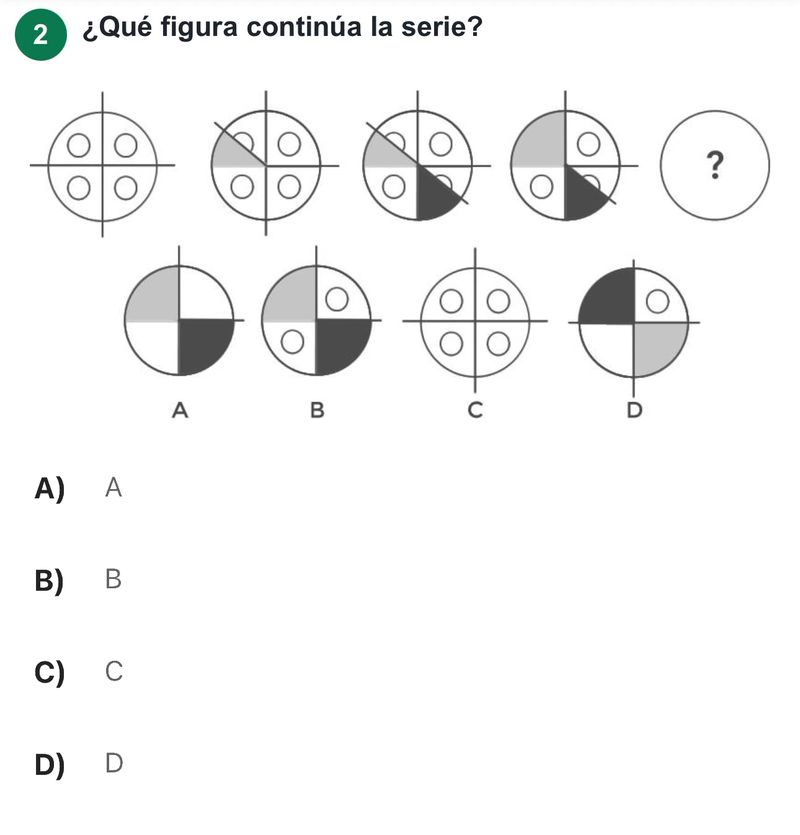 2 ¿Qué figura continúa la serie?
?
A B C D
A) A
B) B
C) C
D) D